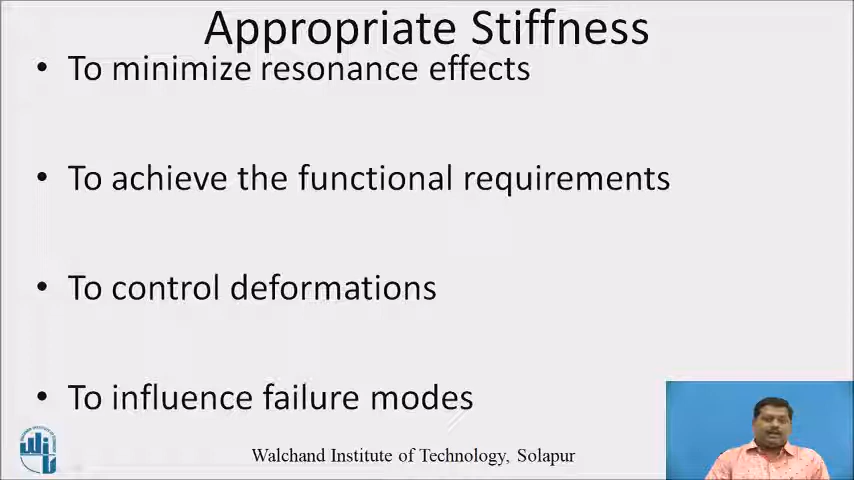 Appropriate Stiffness
• To minimize resonance effects
• To achieve the functional requirements
• To control deformations
• To influence failure modes
Walchand Institute of Technology, Solapur